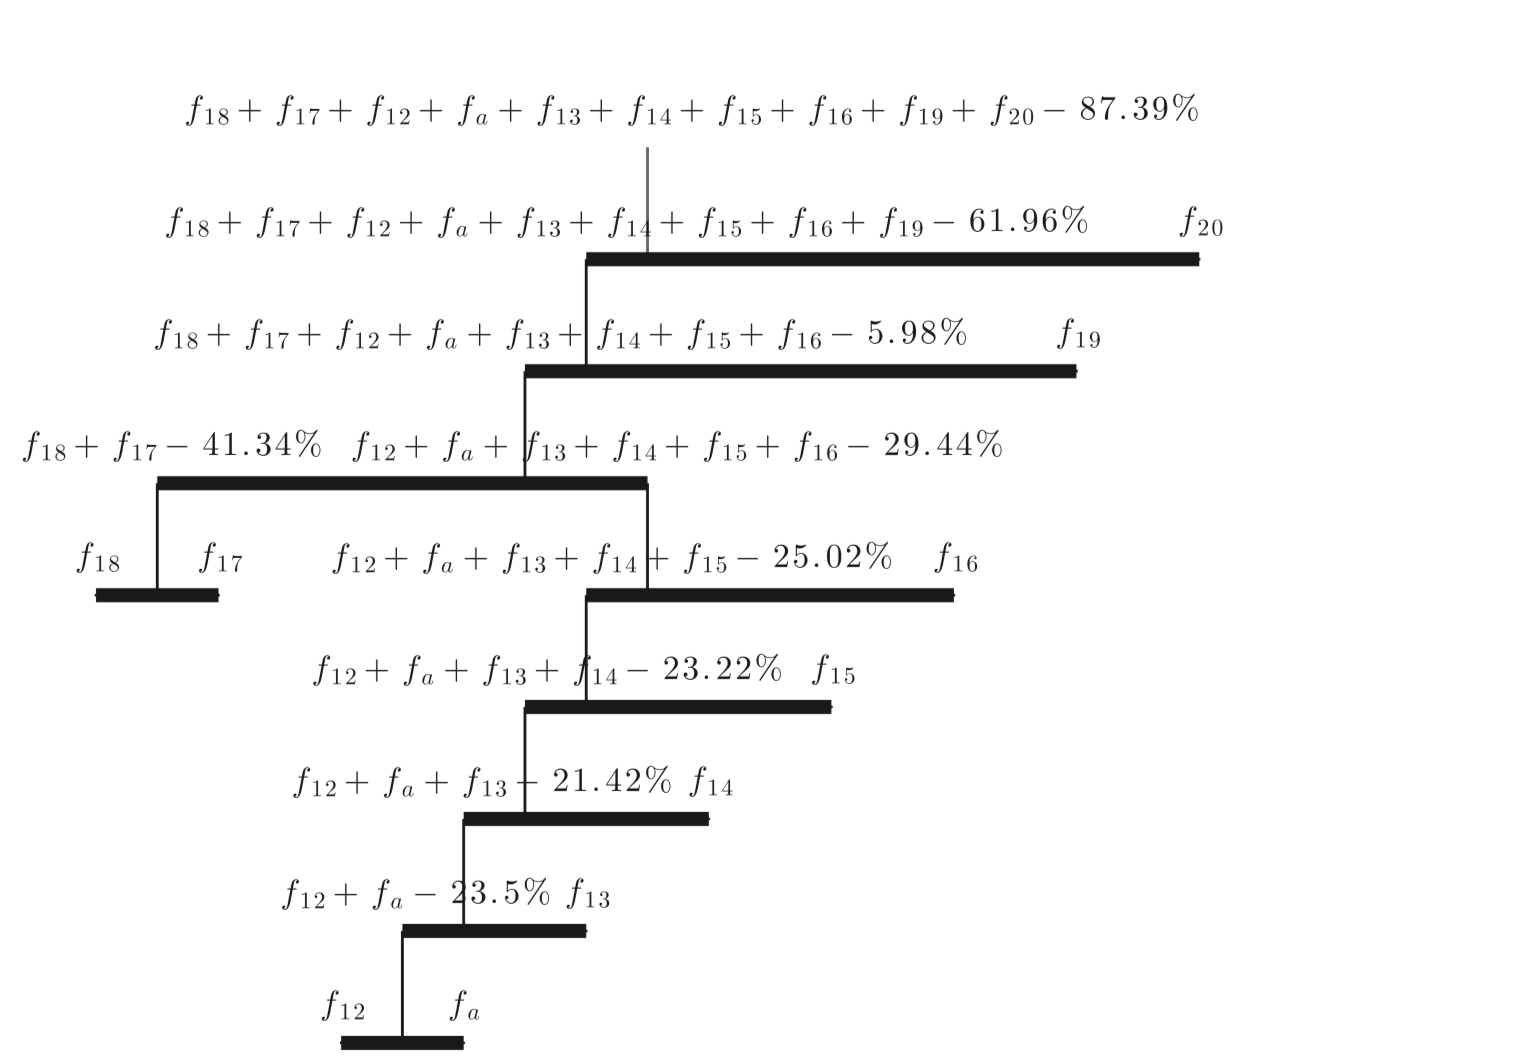 f18 + f17 + f12 + fa + f13 + f14 + f15 + f16 + f19 + f20 − 87.39%
f18 + f17 + f12 + fa + f13 + f14 + f15 + f16 + f19 − 61.96% f20
f18 + f17 + f12 + fa + f13 + f14 + f15 + f16 − 5.98% f19
f18 + f17 − 41.34% f12 + fa + f13 + f14 + f15 + f16 − 29.44%
f18 f17 f12 + fa + f13 + f14 + f15 − 25.02% f16
f12 + fa + f13 + f14 − 23.22% f15
f12 + fa + f13 − 21.42% f14
f12 + fa − 23.5% f13
f12 fa